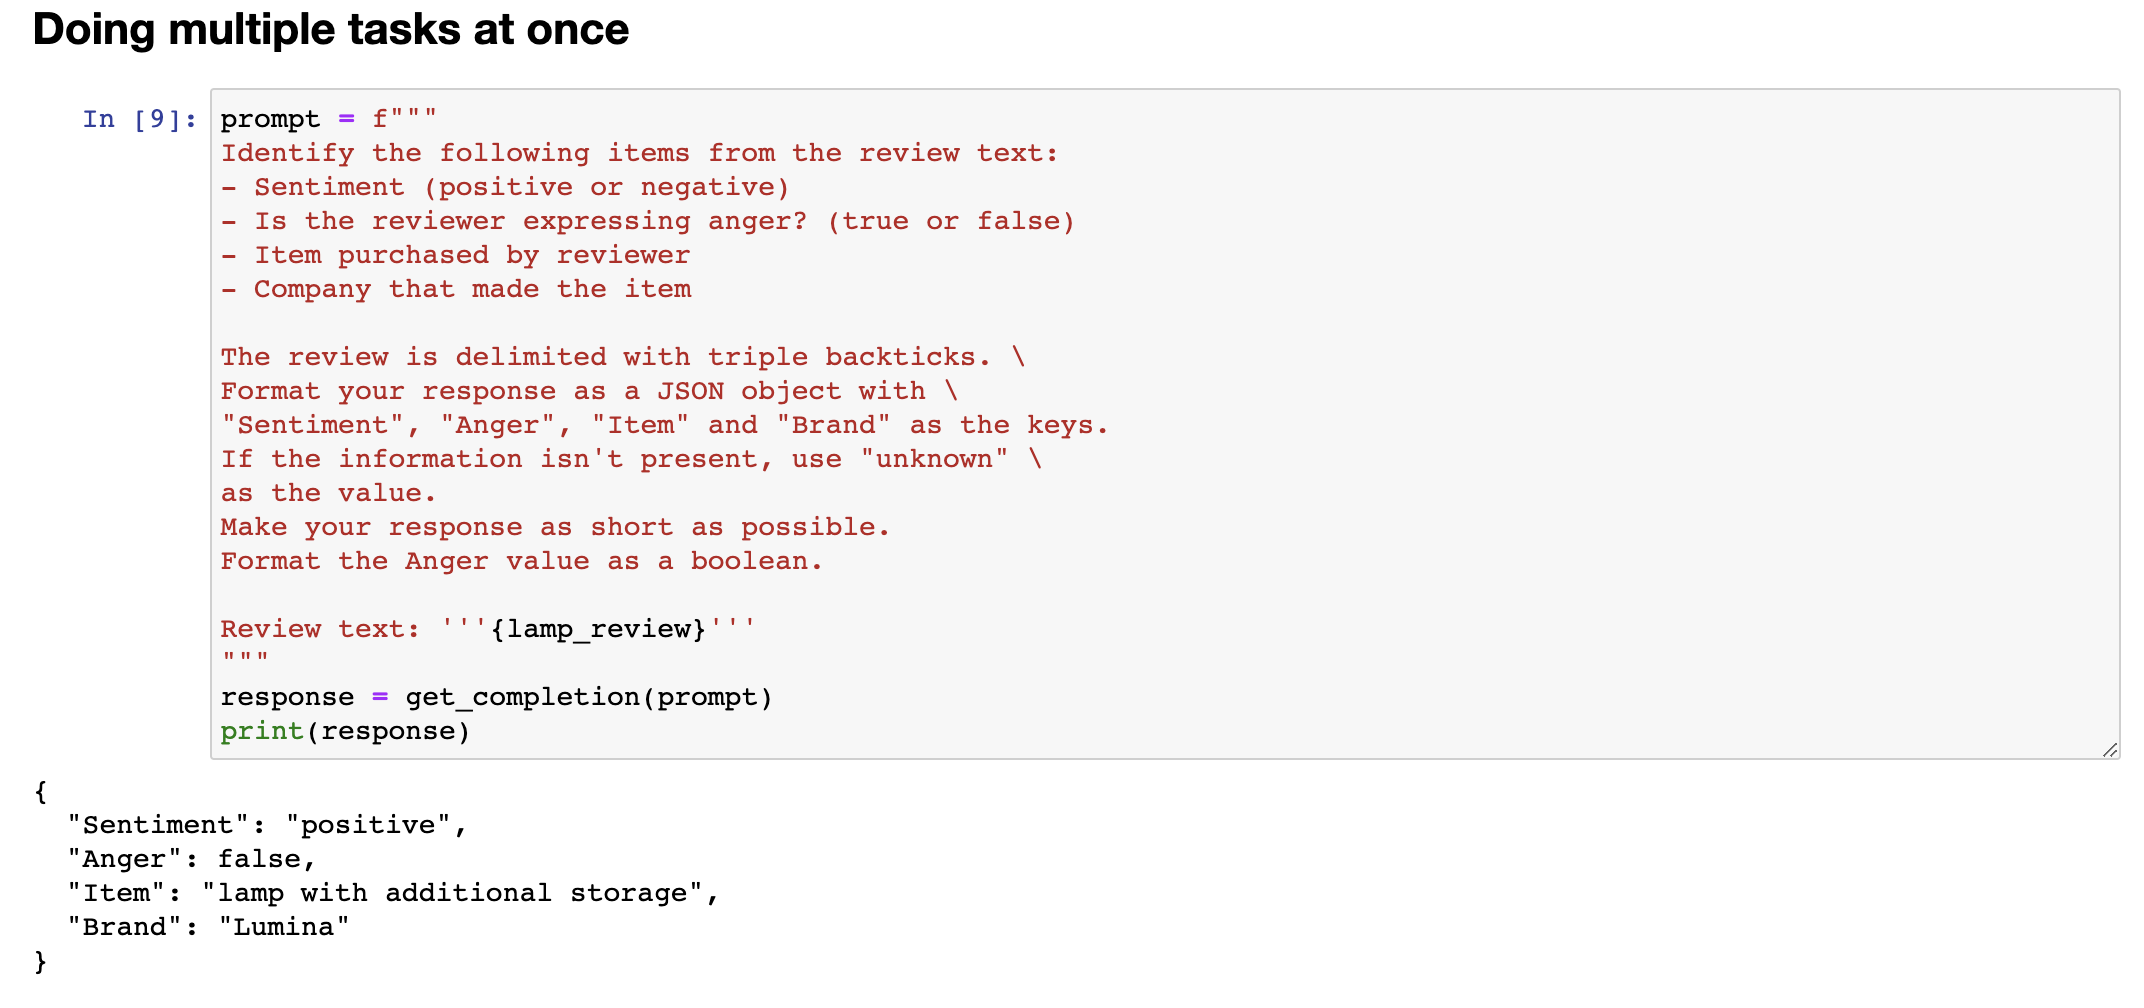 Doing multiple tasks at once
In [9]: prompt = f"""
Identify the following items from the review text:
- Sentiment (positive or negative)
- Is the reviewer expressing anger? (true or false)
- Item purchased by reviewer
- Company that made the item

The review is delimited with triple backticks. \
Format your response as a JSON object with \
"Sentiment", "Anger", "Item" and "Brand" as the keys.
If the information isn't present, use "unknown" \
as the value.
Make your response as short as possible.
Format the Anger value as a boolean.

Review text: '''{lamp_review}'''
"""
response = get_completion(prompt)
print(response)
{
  "Sentiment": "positive",
  "Anger": false,
  "Item": "lamp with additional storage",
  "Brand": "Lumina"
}